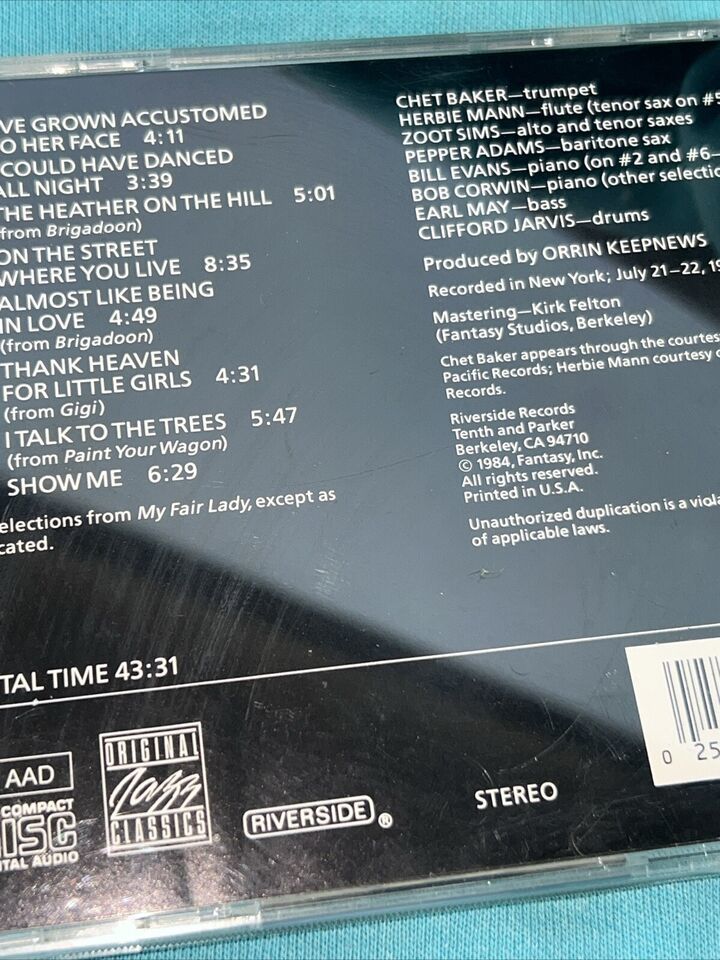 VE GROWN ACCUSTOMED
O HER FACE 4:11
COULD HAVE DANCED
ALL NIGHT 3:39
THE HEATHER ON THE HILL 5:01
(from Brigadoon)
ON THE STREET
WHERE YOU LIVE 8:35
ALMOST LIKE BEING
IN LOVE 4:49
(from Brigadoon)
THANK HEAVEN
FOR LITTLE GIRLS 4:31
(from Gigi)
I TALK TO THE TREES 5:47
(from Paint Your Wagon)
SHOW ME 6:29
elections from My Fair Lady, except as
cated.
CHET BAKER—trumpet
HERBIE MANN—flute (tenor sax on #5
ZOOT SIMS—alto and tenor saxes
PEPPER ADAMS—baritone sax
BILL EVANS—piano (on #2 and #6—
BOB CORWIN—piano (other selectio
EARL MAY—bass
CLIFFORD JARVIS—drums
Produced by ORRIN KEEPNEWS
Recorded in New York; July 21–22, 19
Mastering—Kirk Felton
(Fantasy Studios, Berkeley)
Chet Baker appears through the courtes
Pacific Records; Herbie Mann courtesy o
Records.
Riverside Records
Tenth and Parker
Berkeley, CA 94710
© 1984, Fantasy, Inc.
All rights reserved.
Printed in U.S.A.
Unauthorized duplication is a viola
of applicable laws.
TAL TIME 43:31
AAD
COMPACT
DISC
ITAL AUDIO
ORIGINAL
Jazz
CLASSICS
RIVERSIDE®
STEREO
0 25